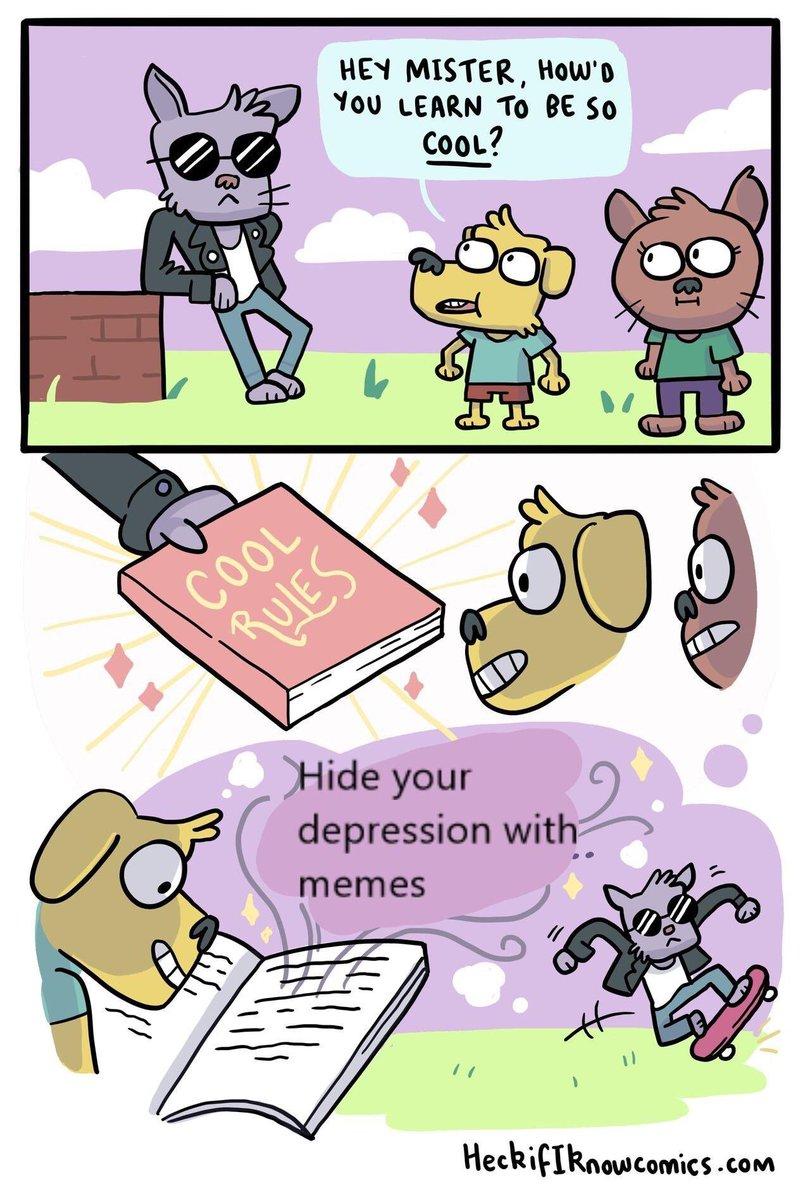 HEY MISTER, HOW'D
YOU LEARN TO BE SO
COOL?
COOL
RULES
Hide your
depression with
memes
HeckifIknowcomics.com